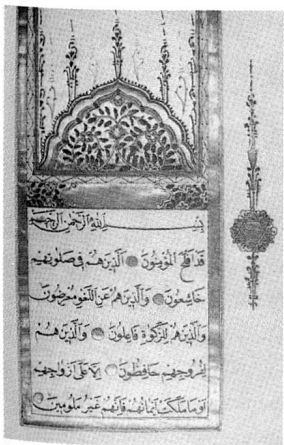 بسم الله الرحمن الرحيم
قد افلح المؤمنون الذين هم في صلوتهم
خاشعون والذين هم عن اللغو معرضون
والذين هم للزكوة فاعلون والذين هم
لفروجهم حافظون الا على ازواجهم
او ما ملكت ايمانهم فانهم غير ملومين